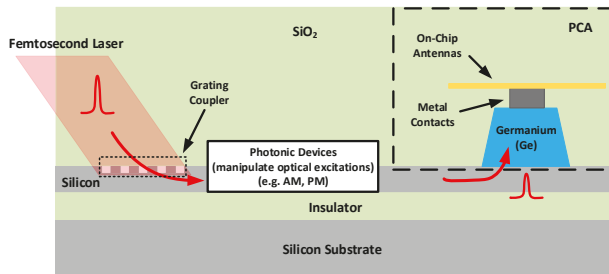 Femtosecond Laser
SiO₂
PCA
On-Chip
Antennas
Grating
Coupler
Metal
Contacts
Germanium
(Ge)
Photonic Devices
(manipulate optical excitations)
(e.g. AM, PM)
Silicon
Insulator
Silicon Substrate